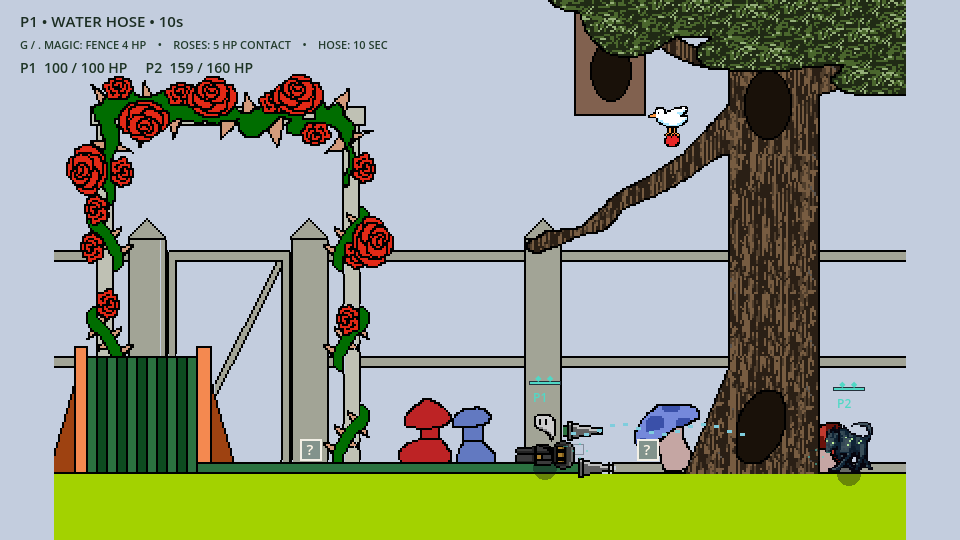 P1 • WATER HOSE • 10s
G / . MAGIC: FENCE 4 HP • ROSES: 5 HP CONTACT • HOSE: 10 SEC
P1 100 / 100 HP P2 159 / 160 HP
P1
P2
?
?